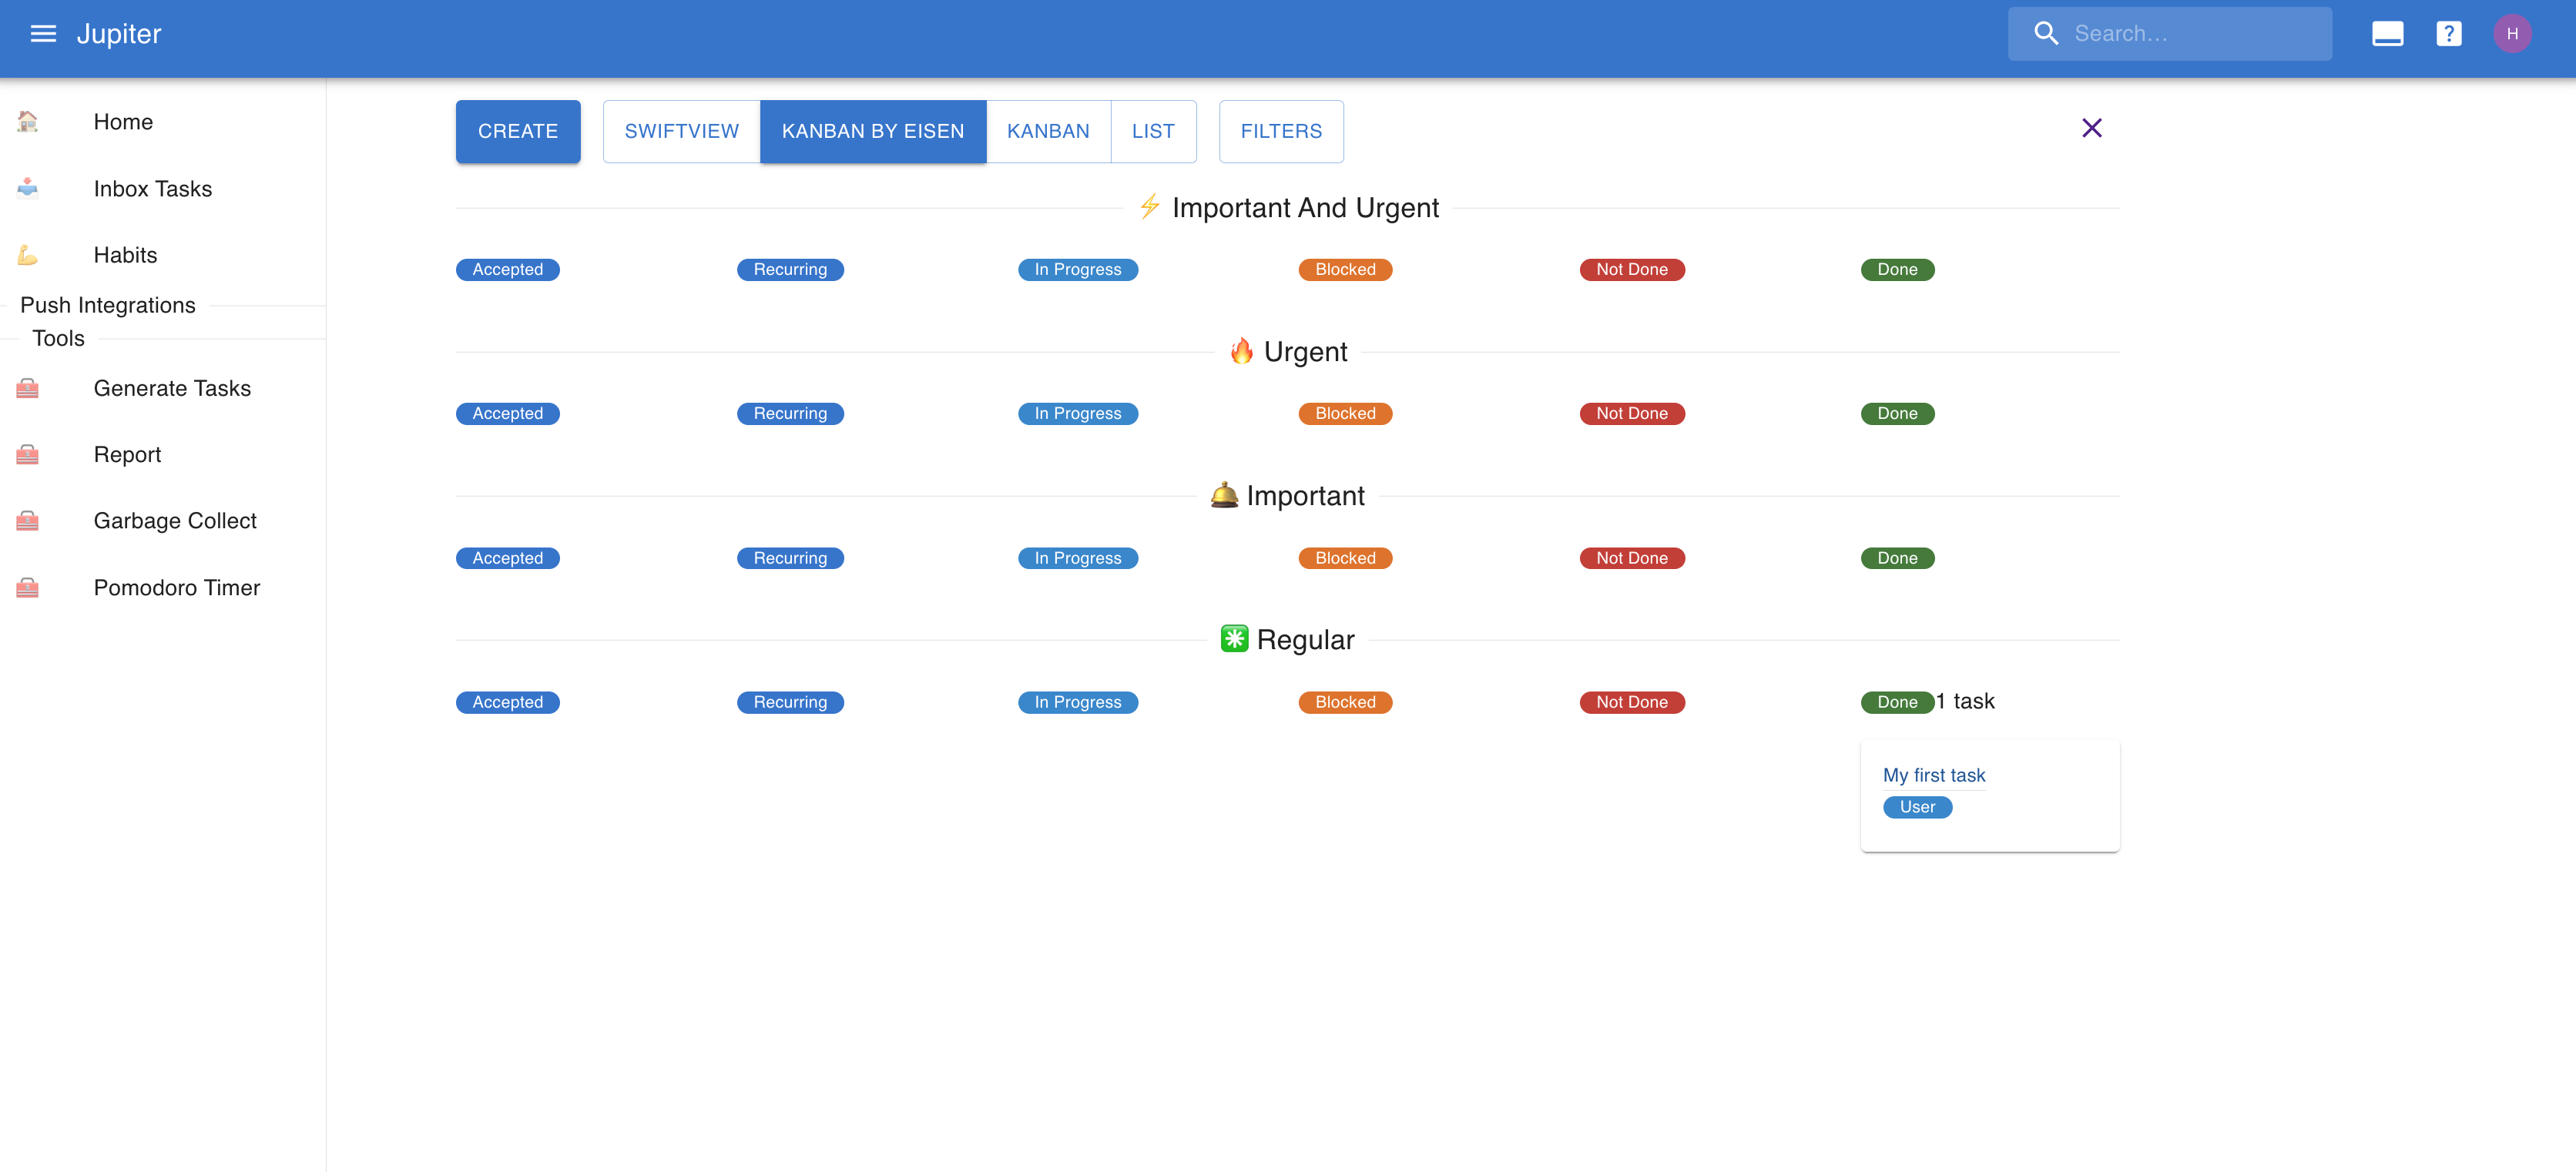 Jupiter
Search...
?
H
Home
Inbox Tasks
Habits
Push Integrations
Tools
Generate Tasks
Report
Garbage Collect
Pomodoro Timer
CREATE
SWIFTVIEW
KANBAN BY EISEN
KANBAN
LIST
FILTERS
⚡ Important And Urgent
Accepted Recurring In Progress Blocked Not Done Done
🔥 Urgent
Accepted Recurring In Progress Blocked Not Done Done
🛎️ Important
Accepted Recurring In Progress Blocked Not Done Done
✳️ Regular
Accepted Recurring In Progress Blocked Not Done Done 1 task
My first task
User